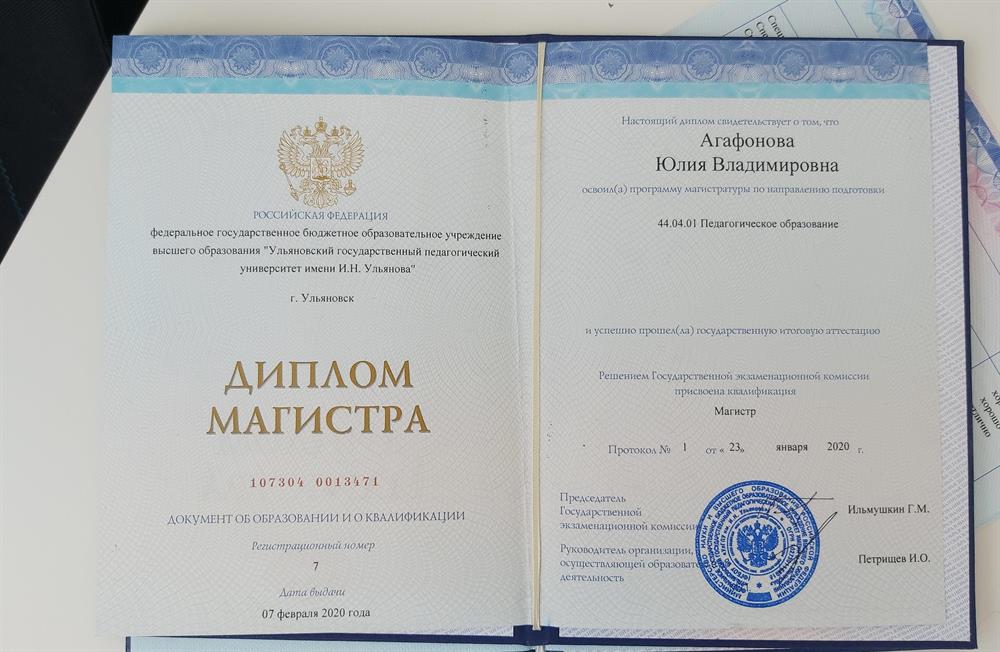 РОССИЙСКАЯ ФЕДЕРАЦИЯ
федеральное государственное бюджетное образовательное учреждение
высшего образования "Ульяновский государственный педагогический
университет имени И.Н. Ульянова"
г. Ульяновск
ДИПЛОМ
МАГИСТРА
107304 0013471
ДОКУМЕНТ ОБ ОБРАЗОВАНИИ И О КВАЛИФИКАЦИИ
Регистрационный номер
7
Дата выдачи
07 февраля 2020 года
Настоящий диплом свидетельствует о том, что
Агафонова
Юлия Владимировна
освоил(а) программу магистратуры по направлению подготовки
44.04.01 Педагогическое образование
и успешно прошел(ла) государственную итоговую аттестацию
Решением Государственной экзаменационной комиссии
присвоена квалификация
Магистр
Протокол № 1 от « 23» января 2020 г.
Председатель
Государственной
экзаменационной комиссии
Ильмушкин Г.М.
Руководитель организации,
осуществляющей
деятельность
Петрищев И.О.
хорошо